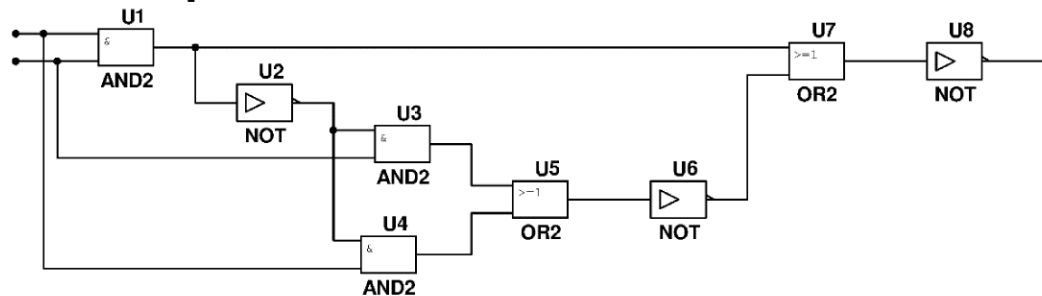 U1
&
AND2
U2
NOT
U3
&
AND2
U4
&
AND2
U5
>=1
OR2
U6
NOT
U7
>=1
OR2
U8
NOT